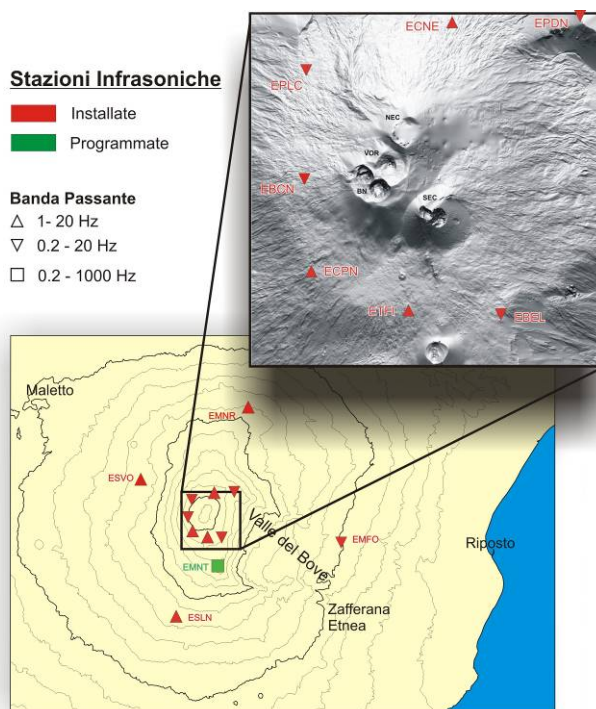 Stazioni Infrasoniche
Installate
Programmate
Banda Passante
1- 20 Hz
0.2 - 20 Hz
0.2 - 1000 Hz
ECNE
EPDN
EPLC
NEC
VOR
EBCN
BN
SEC
ECPN
ETFI
EBEL
Maletto
EMNR
ESVO
Valle del Bove
EMFO
Riposto
EMNT
Zafferana
Etnea
ESLN